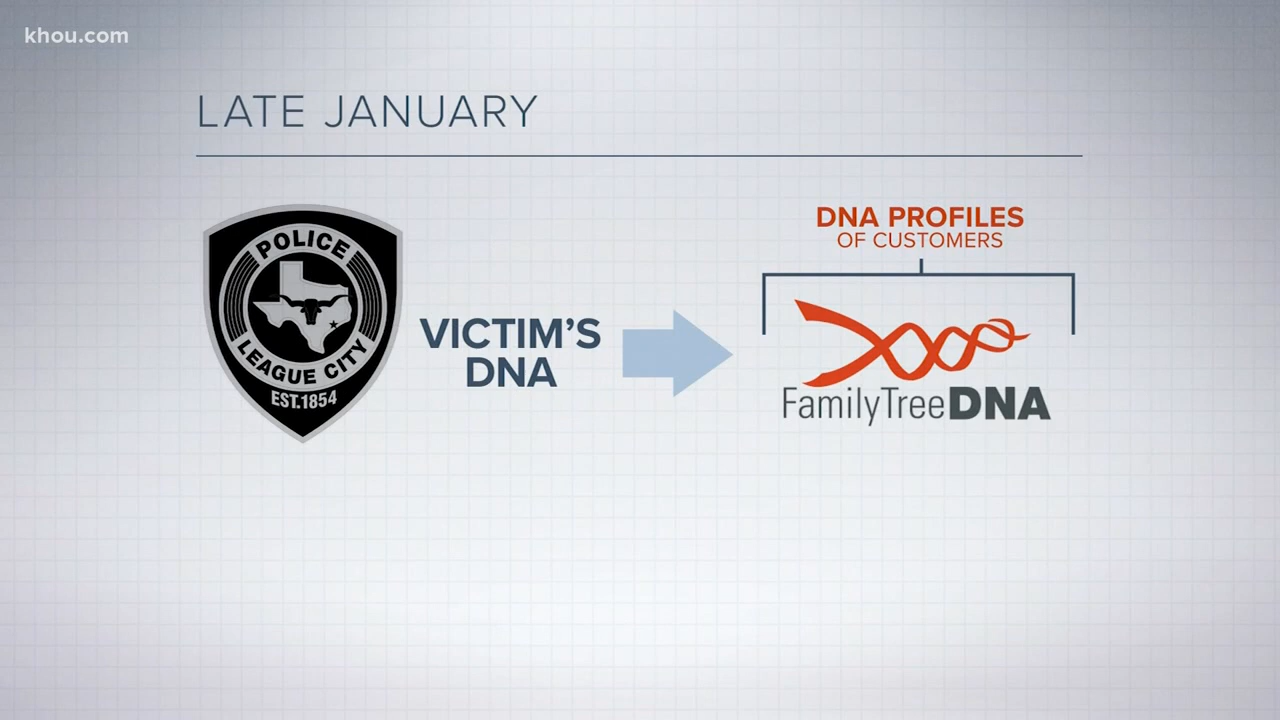 khou.com
LATE JANUARY
POLICE
LEAGUE CITY
EST.1854
VICTIM'S
DNA
DNA PROFILES
OF CUSTOMERS
FamilyTreeDNA